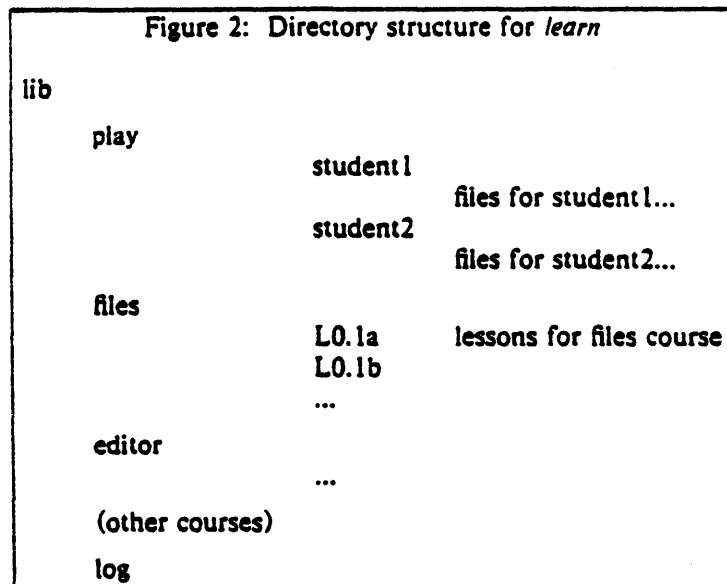 Figure 2: Directory structure for learn
lib
play
student1
files for student1...
student2
files for student2...
files
L0.1a lessons for files course
L0.1b
...
editor
...
(other courses)
log